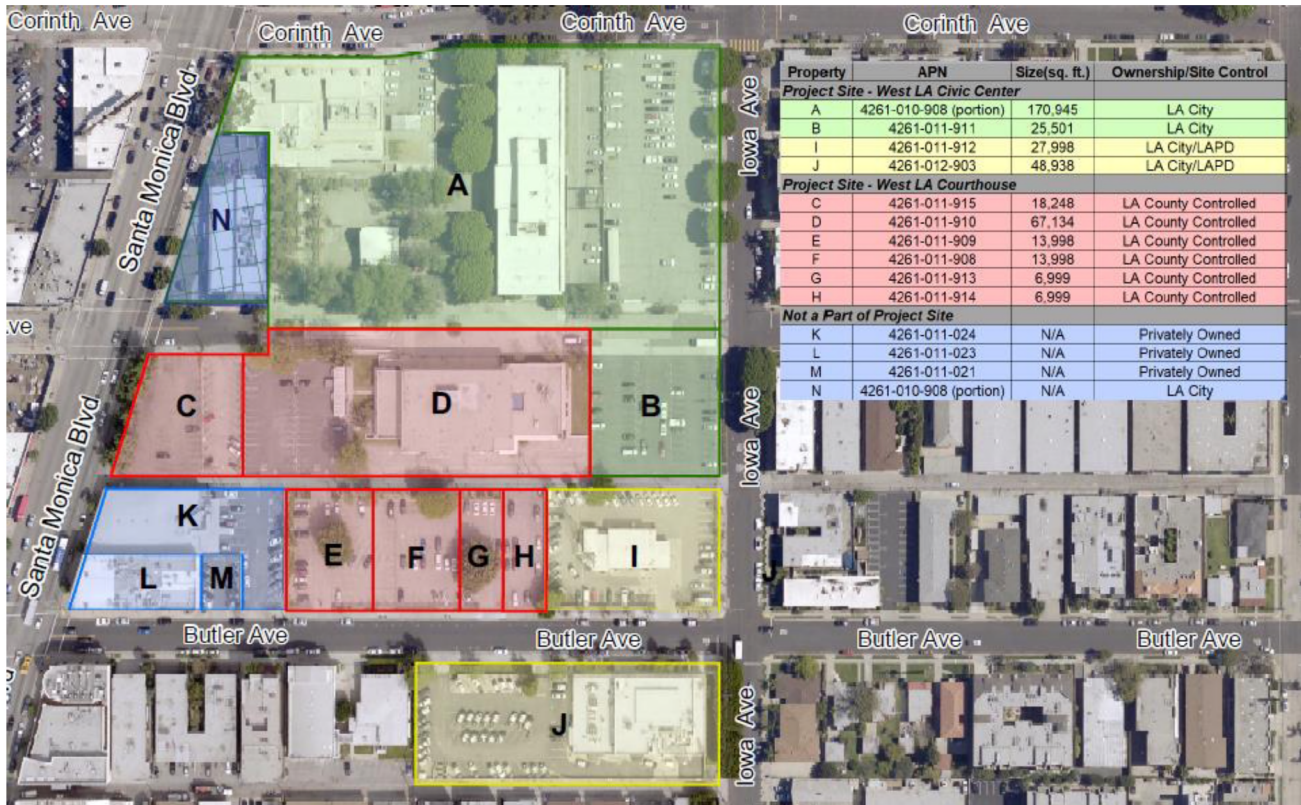 Corinth Ave
Corinth Ave
Corinth Ave
Corinth Ave
Santa Monica Blvd
Iowa Ave
Property APN Size(sq. ft.) Ownership/Site Control
Project Site - West LA Civic Center
A 4261-010-908 (portion) 170,945 LA City
B 4261-011-911 25,501 LA City
I 4261-011-912 27,998 LA City/LAPD
J 4261-012-903 48,938 LA City/LAPD
Project Site - West LA Courthouse
C 4261-011-915 18,248 LA County Controlled
D 4261-011-910 67,134 LA County Controlled
E 4261-011-909 13,998 LA County Controlled
F 4261-011-908 13,998 LA County Controlled
G 4261-011-913 6,999 LA County Controlled
H 4261-011-914 6,999 LA County Controlled
Not a Part of Project Site
K 4261-011-024 N/A Privately Owned
L 4261-011-023 N/A Privately Owned
M 4261-011-021 N/A Privately Owned
N 4261-010-908 (portion) N/A LA City
A
N
ve
C
D
B
Iowa Ave
Santa Monica Blvd
K
L
M
E
F
G
H
I
J
Butler Ave
Butler Ave
Butler Ave
Butler Ave
J
Iowa Ave